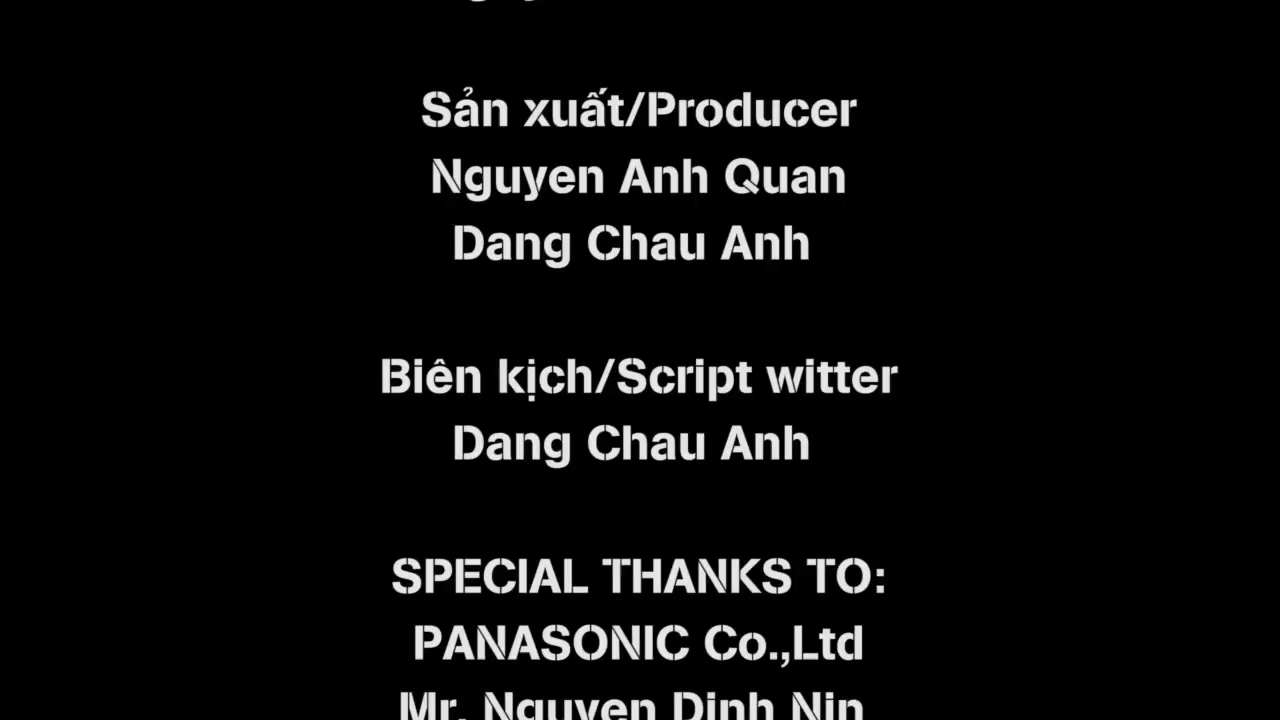 Sản xuất/Producer
Nguyen Anh Quan
Dang Chau Anh
Biên kịch/Script witter
Dang Chau Anh
SPECIAL THANKS TO:
PANASONIC Co.,Ltd
Mr. Nguyen Dinh Nin